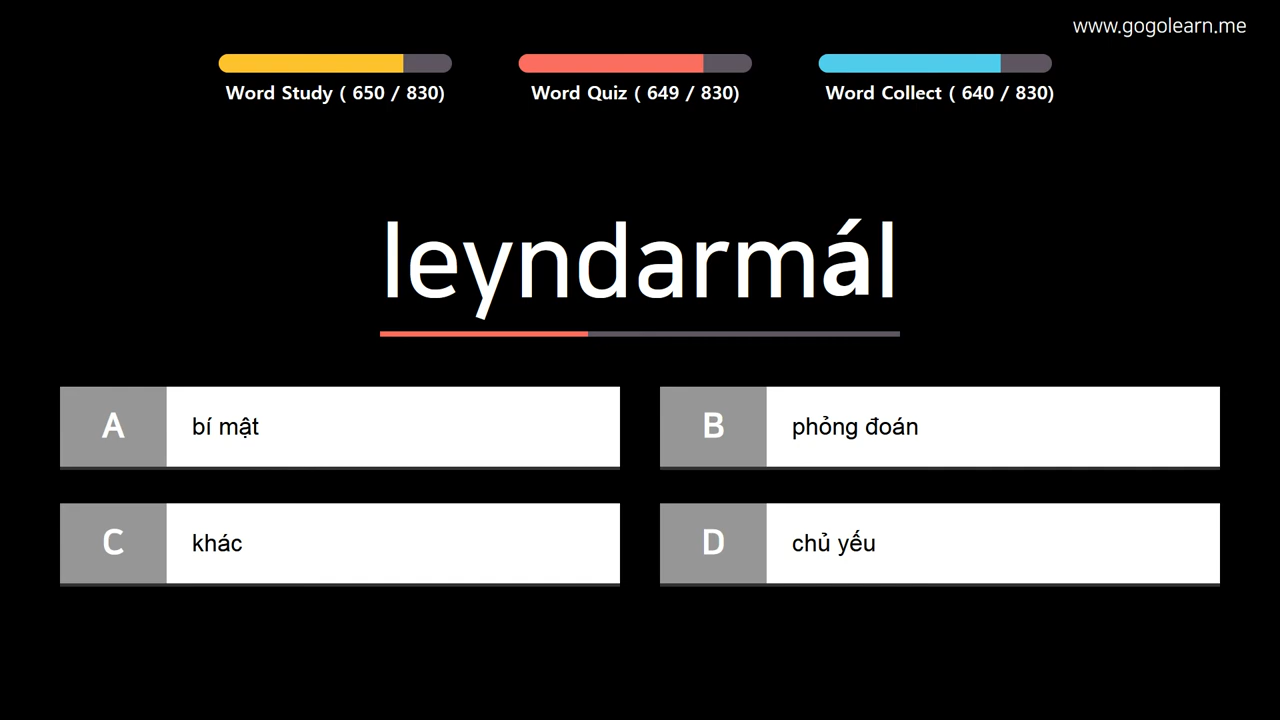 www.gogolearn.me
Word Study ( 650 / 830)
Word Quiz ( 649 / 830)
Word Collect ( 640 / 830)
leyndarmál
A bí mật
B phỏng đoán
C khác
D chủ yếu